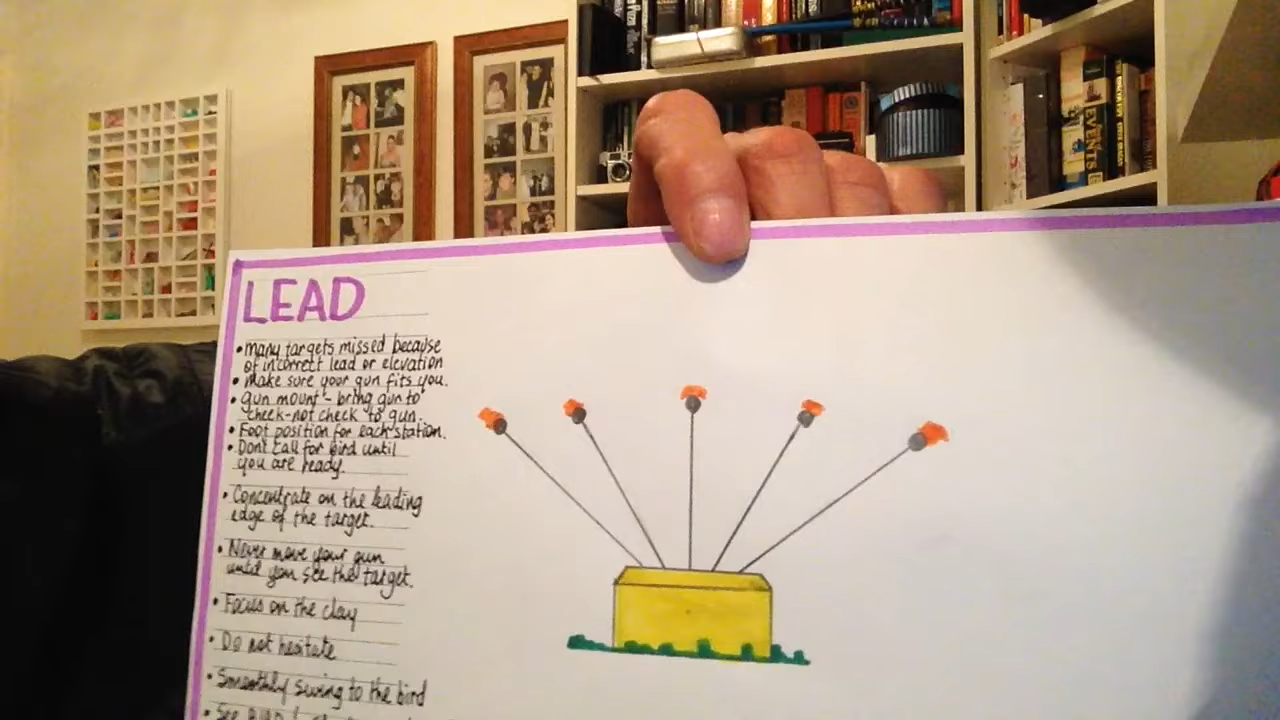 LEAD
• Many targets missed because
of incorrect lead or elevation
• Make sure your gun fits you.
• Gun mount - bring gun to
cheek-not cheek to gun.
• Foot position for each station.
• Don't call for bird until
you are ready.
• Concentrate on the leading
edge of the target.
• Never move your gun
until you see the target.
• Focus on the clay
• Do not hesitate
• Smoothly swing to the bird
• See BIRD
EVENTS